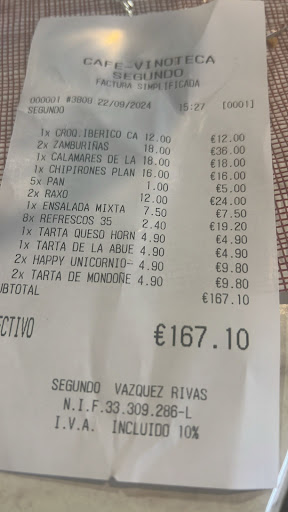 CAFE-VINOTECA
SEGUNDO
FACTURA SIMPLIFICADA
000001 #3800 22/09/2024 15:27 [0001]
SEGUNDO
1x CROQ.IBERICO CA 12.00 €12.00
2x ZAMBURIÑAS 18.00 €36.00
1x CALAMARES DE LA 18.00 €18.00
1x CHIPIRONES PLAN 16.00 €16.00
5x PAN 1.00 €5.00
2x RAXO 12.00 €24.00
1x ENSALADA MIXTA 7.50 €7.50
8x REFRESCOS 35 2.40 €19.20
1x TARTA QUESO HORN 4.90 €4.90
1x TARTA DE LA ABUE 4.90 €4.90
2x HAPPY UNICORNIO- 4.90 €9.80
2x TARTA DE MONDOÑE 4.90 €9.80
UBTOTAL €167.10
ECTIVO €167.10
SEGUNDO VAZQUEZ RIVAS
N.I.F.33.309.286-L
I.V.A. INCLUIDO 10%